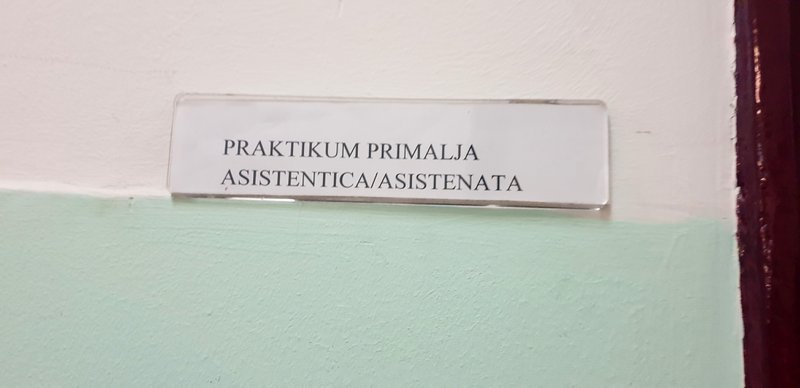 PRAKTIKUM PRIMALJA
ASISTENTICA/ASISTENATA